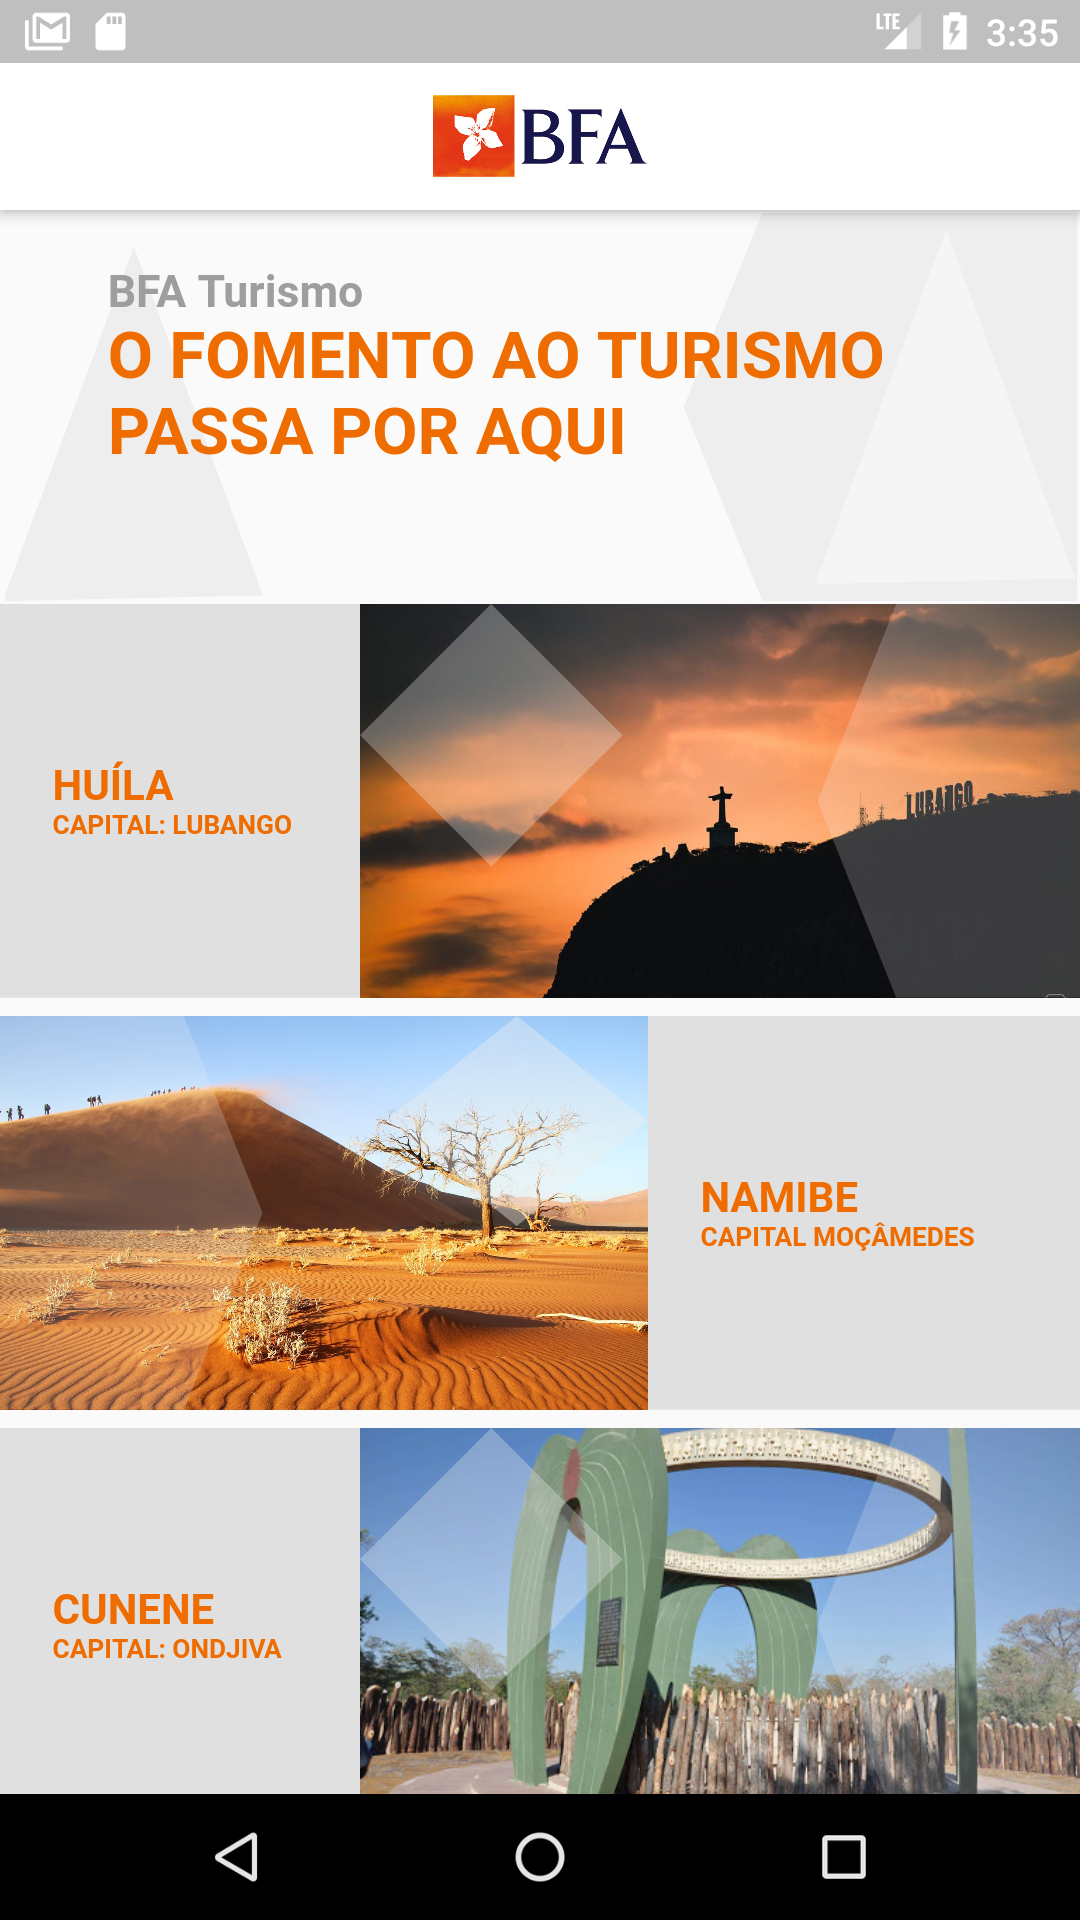 LTE 3:35
BFA
BFA Turismo
O FOMENTO AO TURISMO
PASSA POR AQUI
HUÍLA
CAPITAL: LUBANGO
LUBANGO
NAMIBE
CAPITAL MOÇÂMEDES
CUNENE
CAPITAL: ONDJIVA